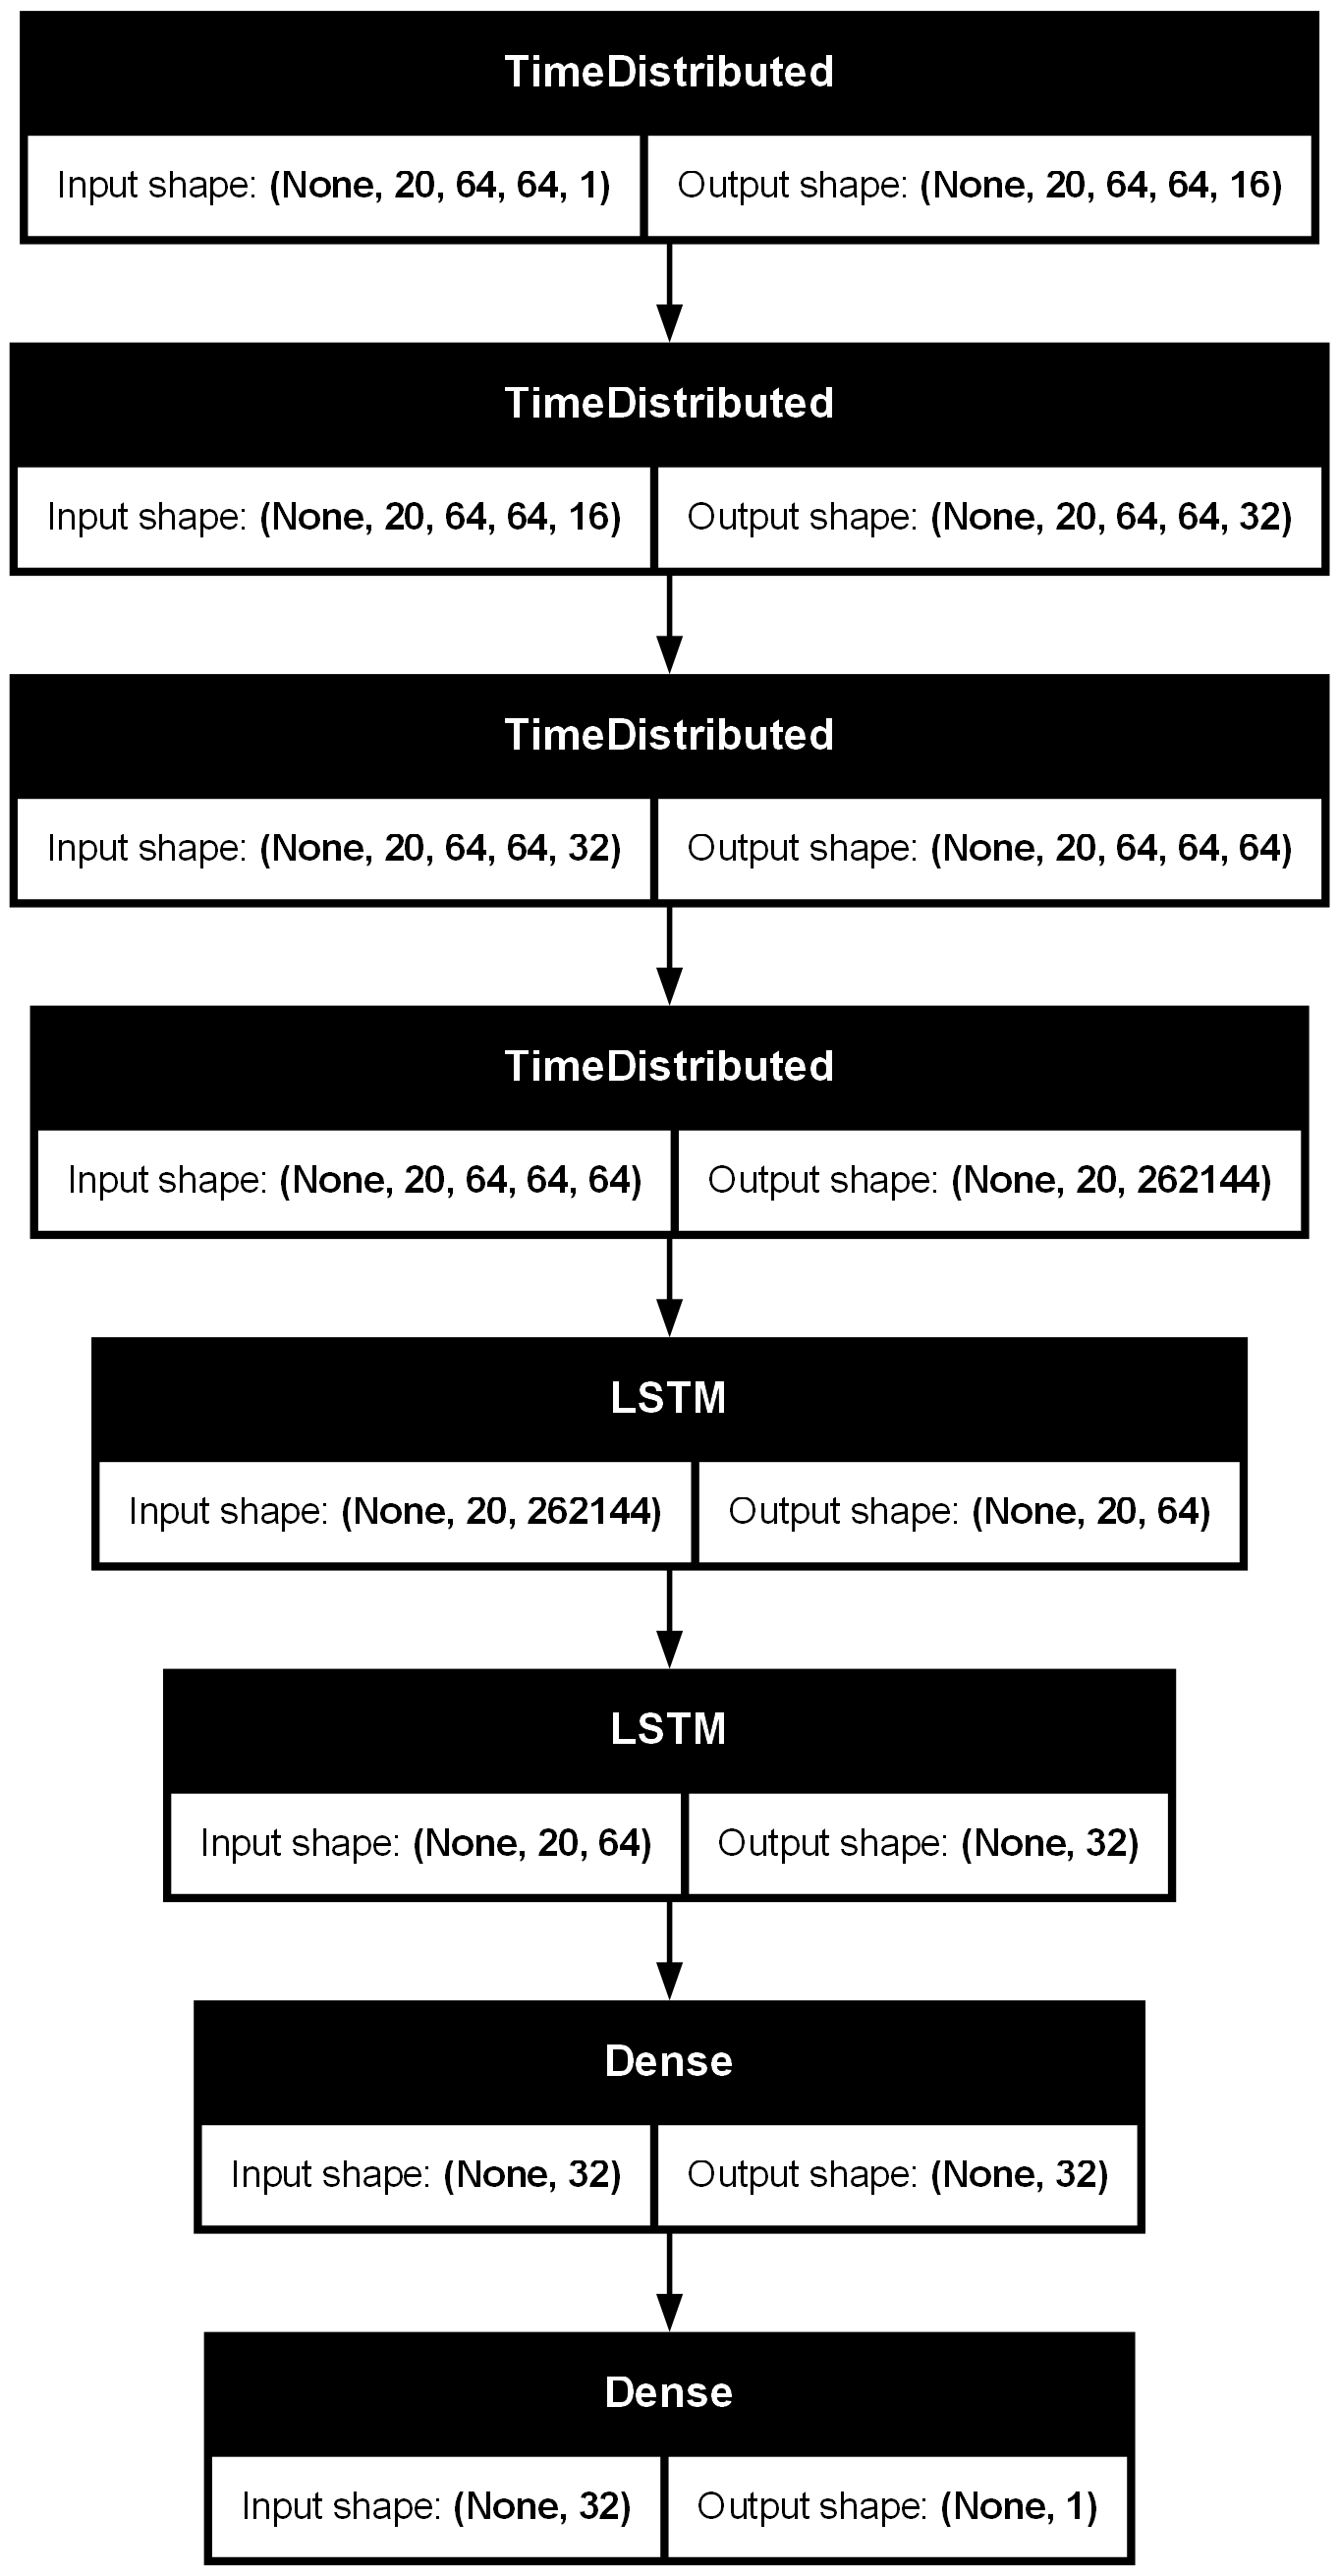 TimeDistributed
Input shape: (None, 20, 64, 64, 1) Output shape: (None, 20, 64, 64, 16)
TimeDistributed
Input shape: (None, 20, 64, 64, 16) Output shape: (None, 20, 64, 64, 32)
TimeDistributed
Input shape: (None, 20, 64, 64, 32) Output shape: (None, 20, 64, 64, 64)
TimeDistributed
Input shape: (None, 20, 64, 64, 64) Output shape: (None, 20, 262144)
LSTM
Input shape: (None, 20, 262144) Output shape: (None, 20, 64)
LSTM
Input shape: (None, 20, 64) Output shape: (None, 32)
Dense
Input shape: (None, 32) Output shape: (None, 32)
Dense
Input shape: (None, 32) Output shape: (None, 1)